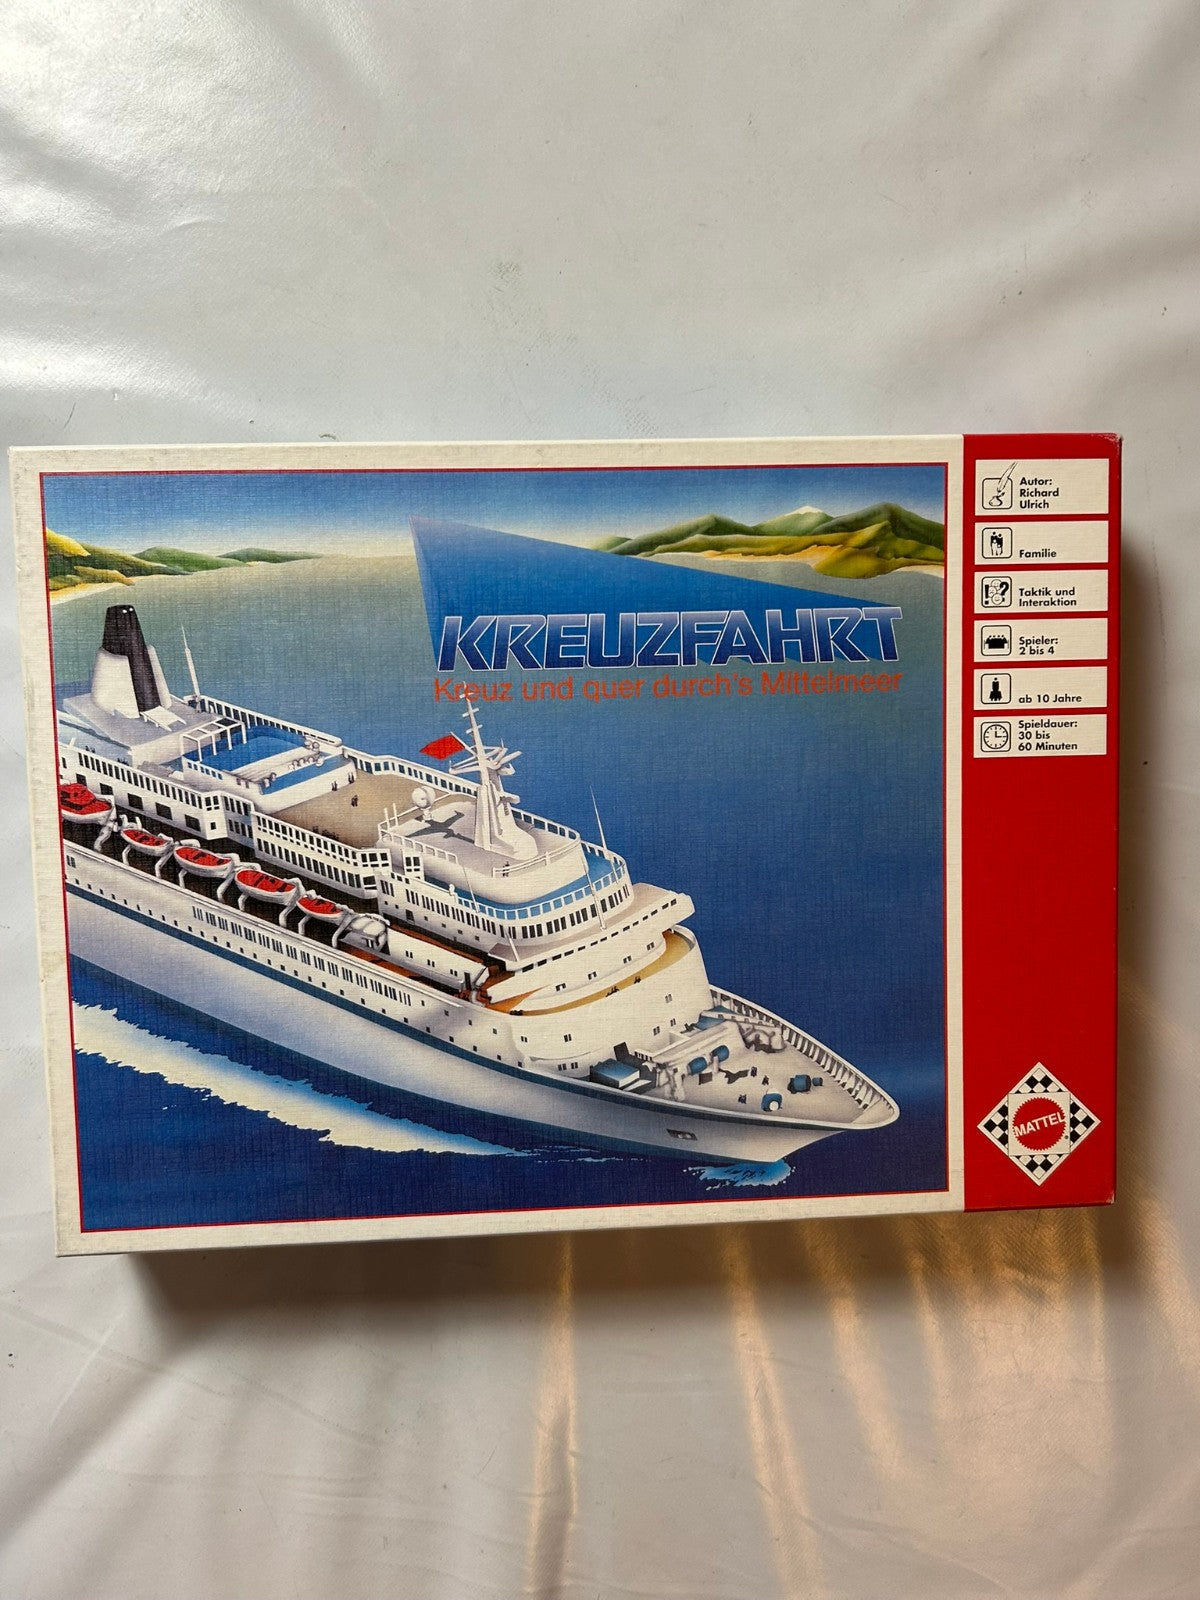 KREUZFAHRT
Kreuz und quer durch's Mittelmeer
Autor:
Richard
Ulrich
Familie
Taktik und
Interaktion
Spieler:
2 bis 4
ab 10 Jahre
Spieldauer:
30 bis
60 Minuten
MATTEL